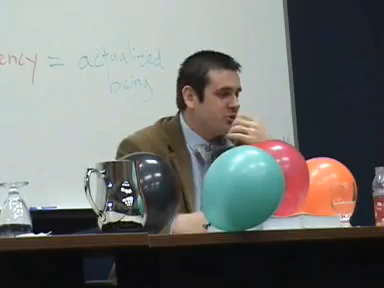 ency = actualized
being